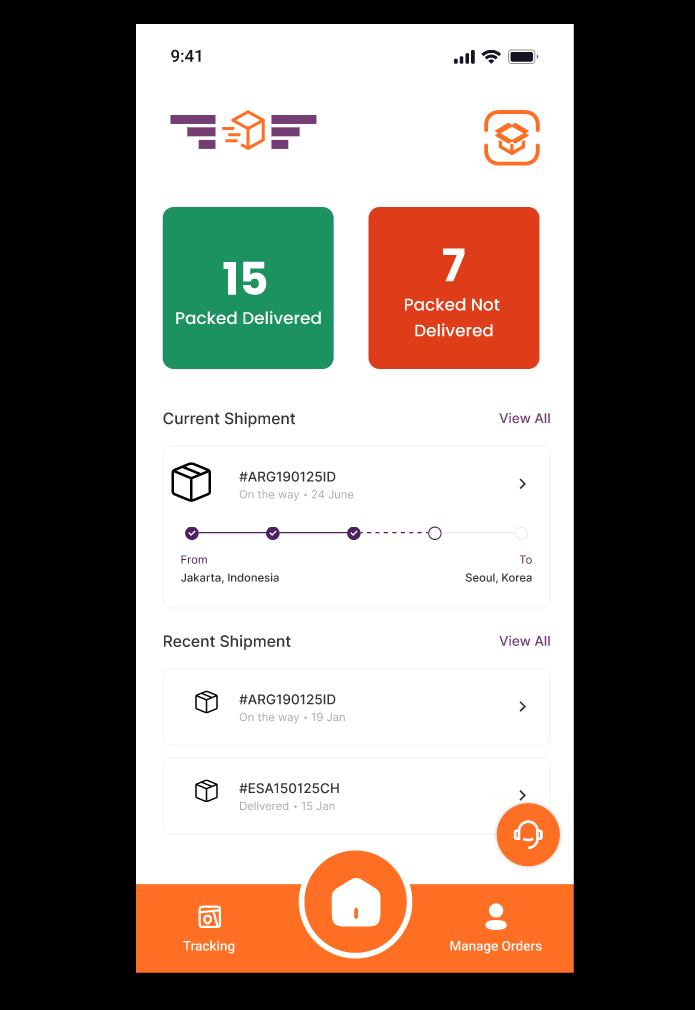 9:41
15
Packed Delivered
7
Packed Not
Delivered
Current Shipment
View All
#ARG190125ID
On the way • 24 June
From
To
Jakarta, Indonesia
Seoul, Korea
Recent Shipment
View All
#ARG190125ID
On the way • 19 Jan
#ESA150125CH
Delivered • 15 Jan
Tracking
Manage Orders